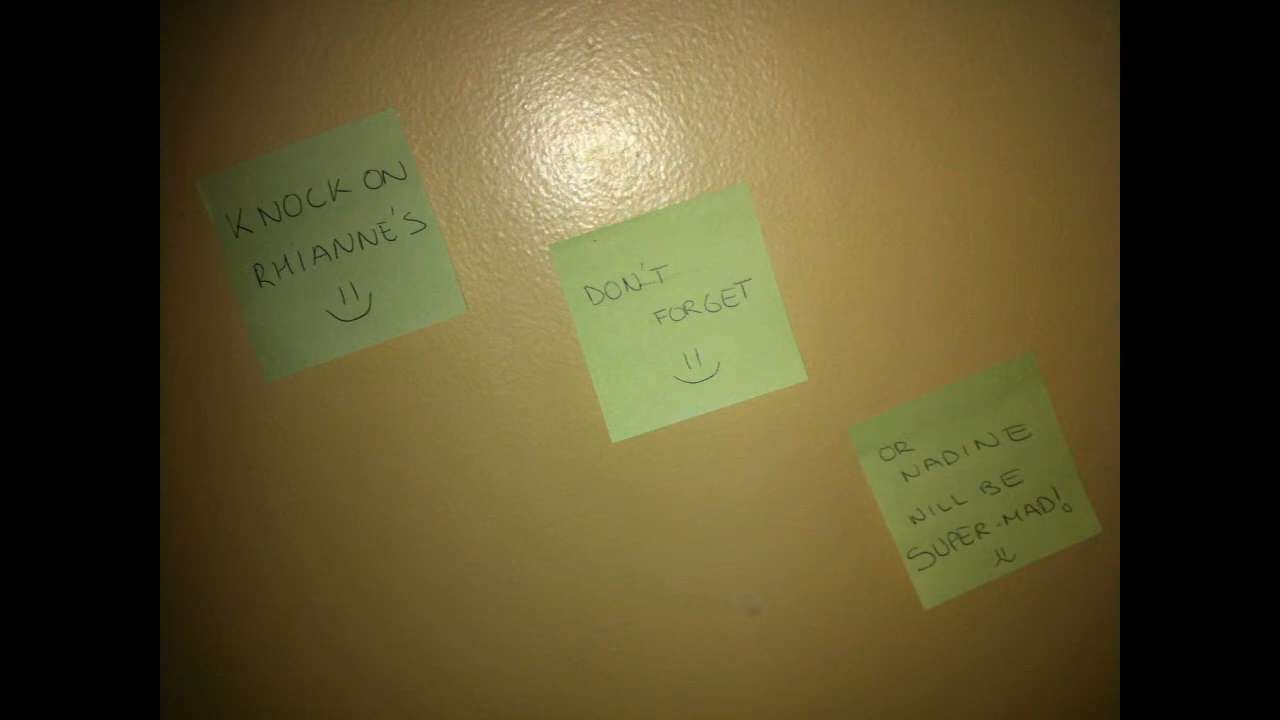 KNOCK ON
RHIANNE'S
DON'T
FORGET
OR
NADINE
WILL BE
SUPER-MAD!